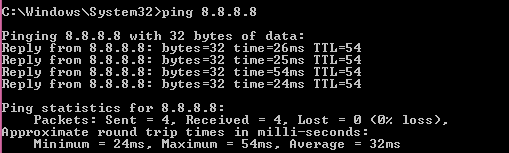 C:\Windows\System32>ping 8.8.8.8
Pinging 8.8.8.8 with 32 bytes of data:
Reply from 8.8.8.8: bytes=32 time=26ms TTL=54
Reply from 8.8.8.8: bytes=32 time=25ms TTL=54
Reply from 8.8.8.8: bytes=32 time=54ms TTL=54
Reply from 8.8.8.8: bytes=32 time=24ms TTL=54
Ping statistics for 8.8.8.8:
    Packets: Sent = 4, Received = 4, Lost = 0 (0% loss),
Approximate round trip times in milli-seconds:
    Minimum = 24ms, Maximum = 54ms, Average = 32ms